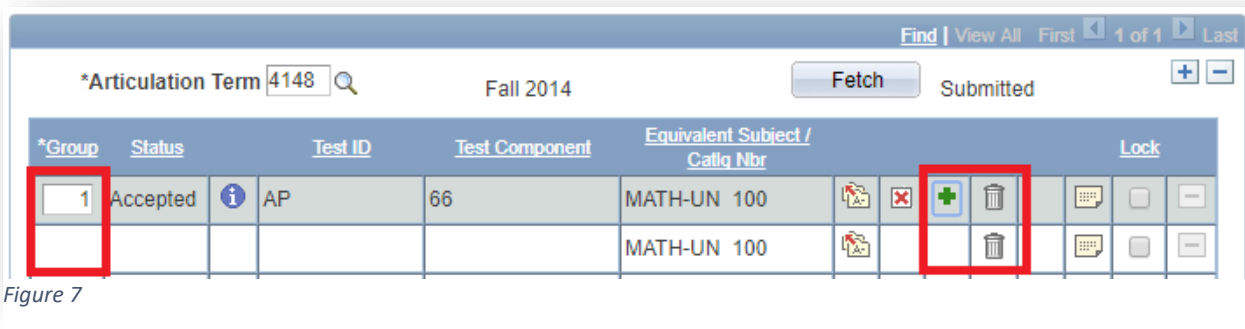 Find | View All First 1 of 1 Last
*Articulation Term 4148 Fall 2014 Fetch Submitted
*Group Status Test ID Test Component Equivalent Subject / Catlg Nbr Lock
1 Accepted AP 66 MATH-UN 100
MATH-UN 100
Figure 7